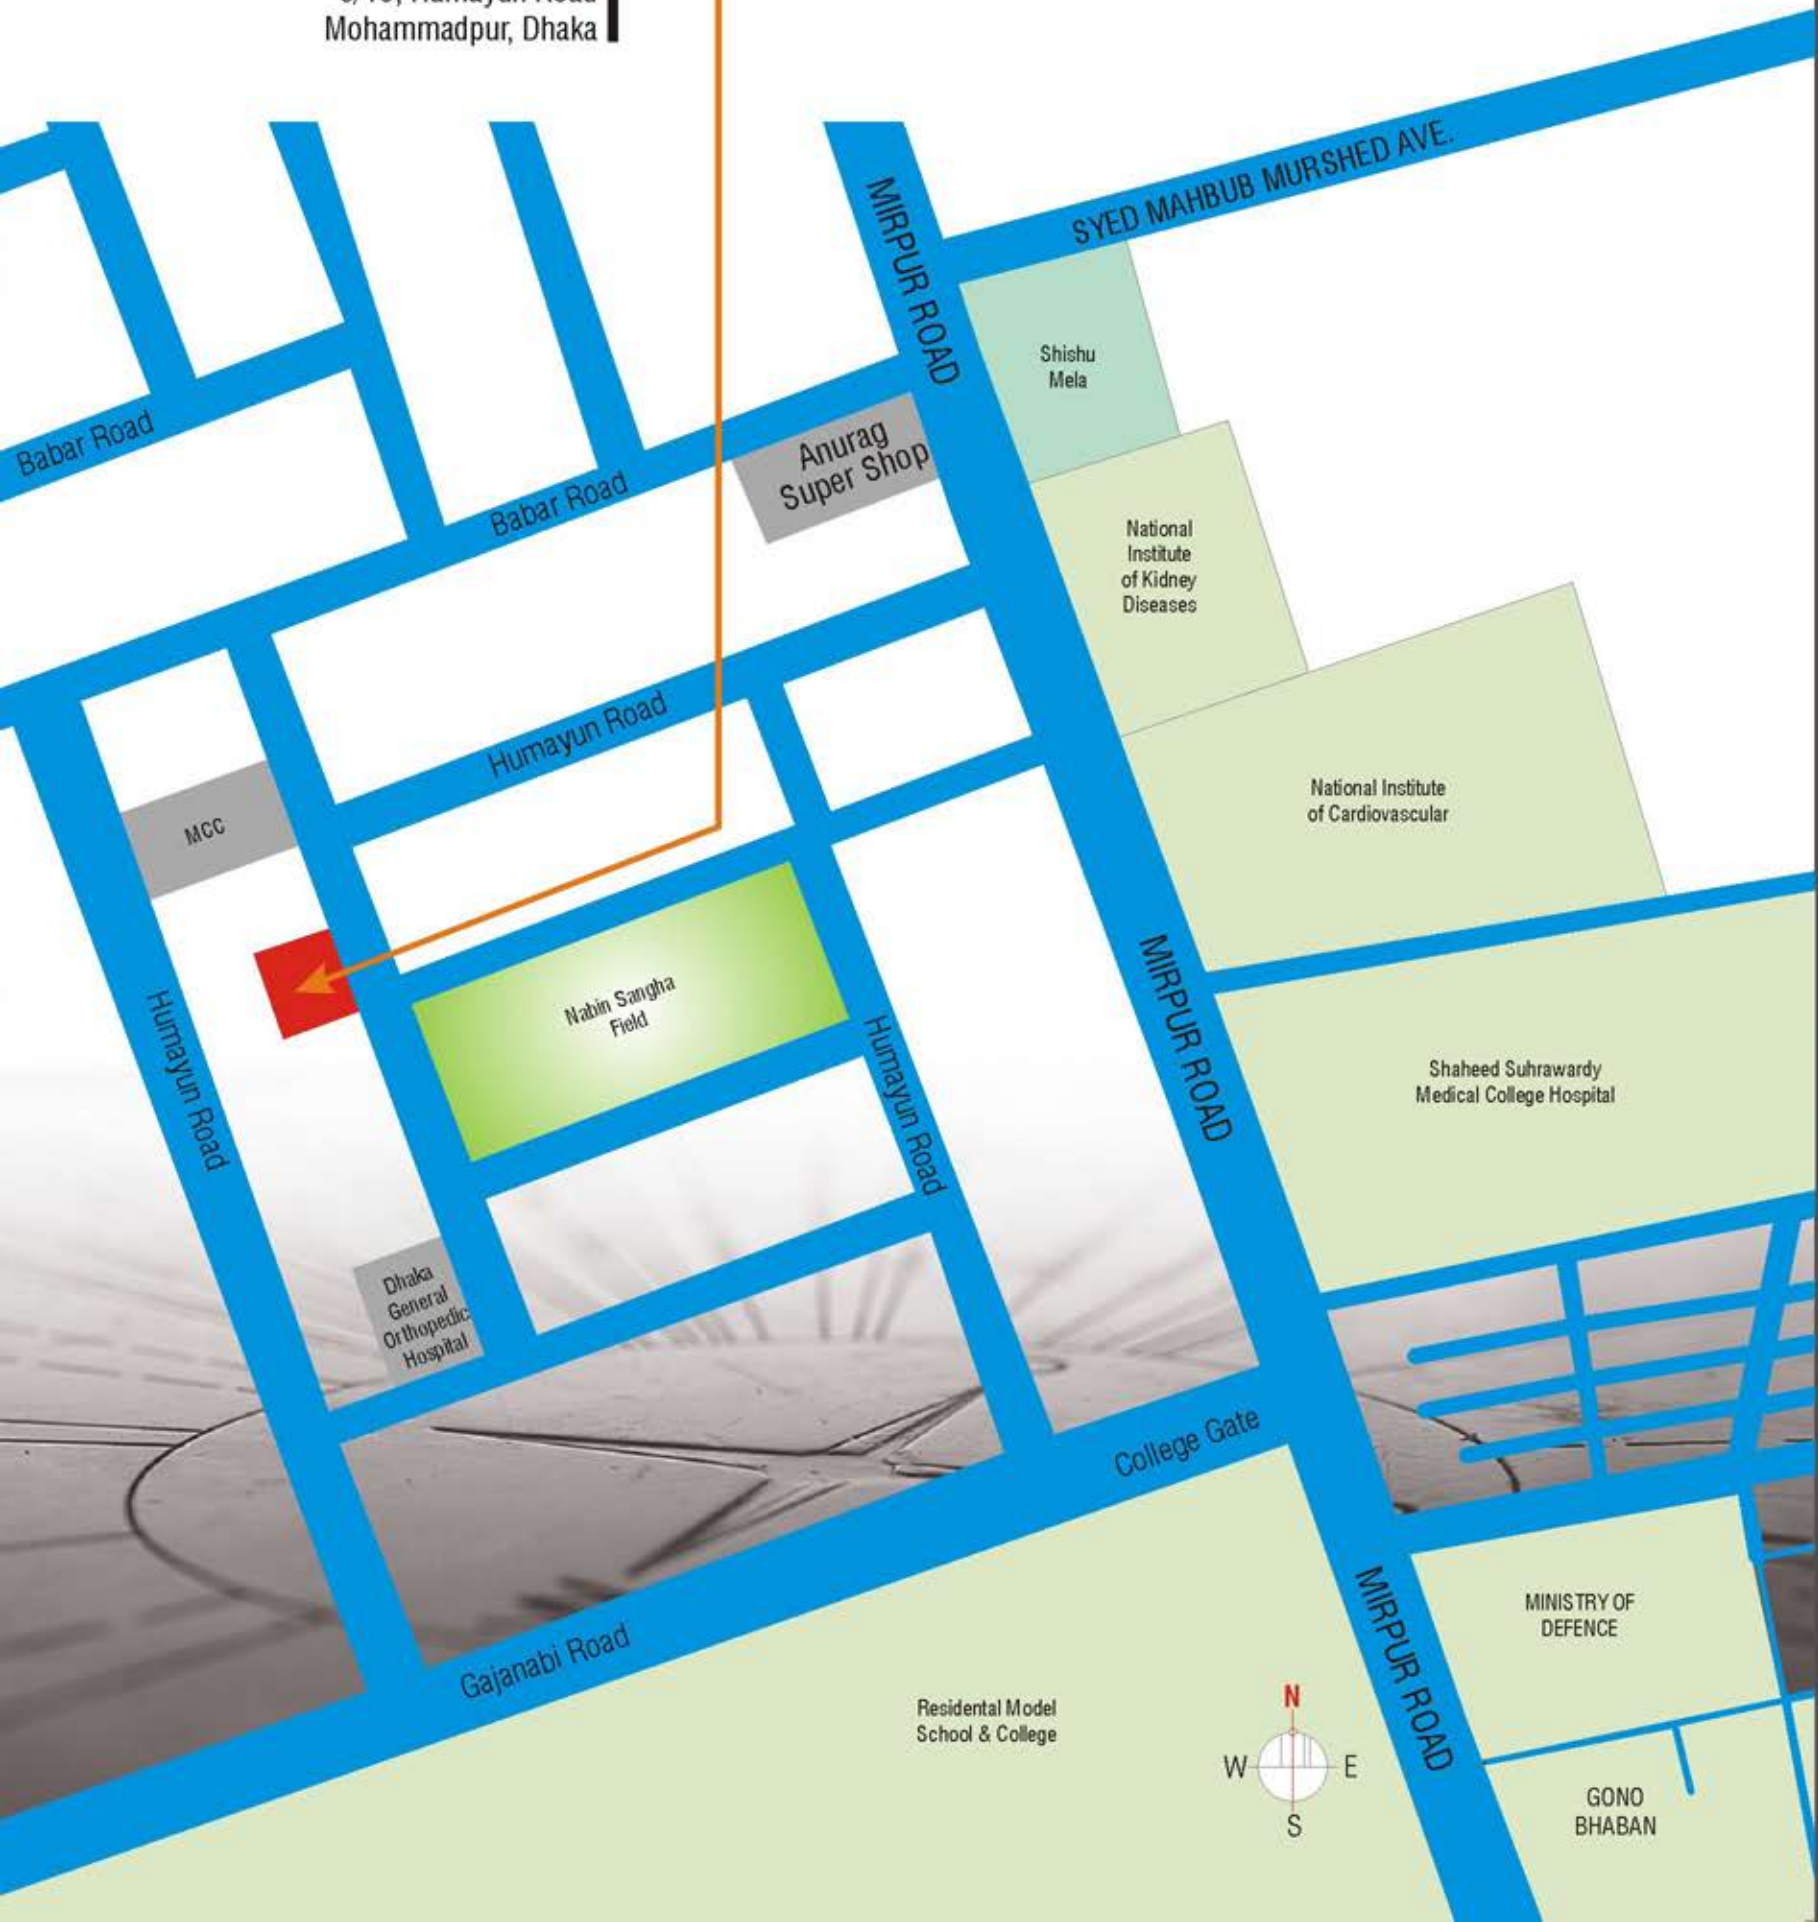 Mohammadpur, Dhaka
SYED MAHBUB MURSHED AVE.
MIRPUR ROAD
Shishu
Mela
Babar Road
Anurag
Super Shop
Babar Road
National
Institute
of Kidney
Diseases
Humayun Road
National Institute
of Cardiovascular
MCC
Nabin Sangha
Field
MIRPUR ROAD
Humayun Road
Humayun Road
Shaheed Suhrawardy
Medical College Hospital
Dhaka
General
Orthopedic
Hospital
College Gate
Gajanabi Road
MIRPUR ROAD
MINISTRY OF
DEFENCE
Residental Model
School & College
N
W
E
S
GONO
BHABAN